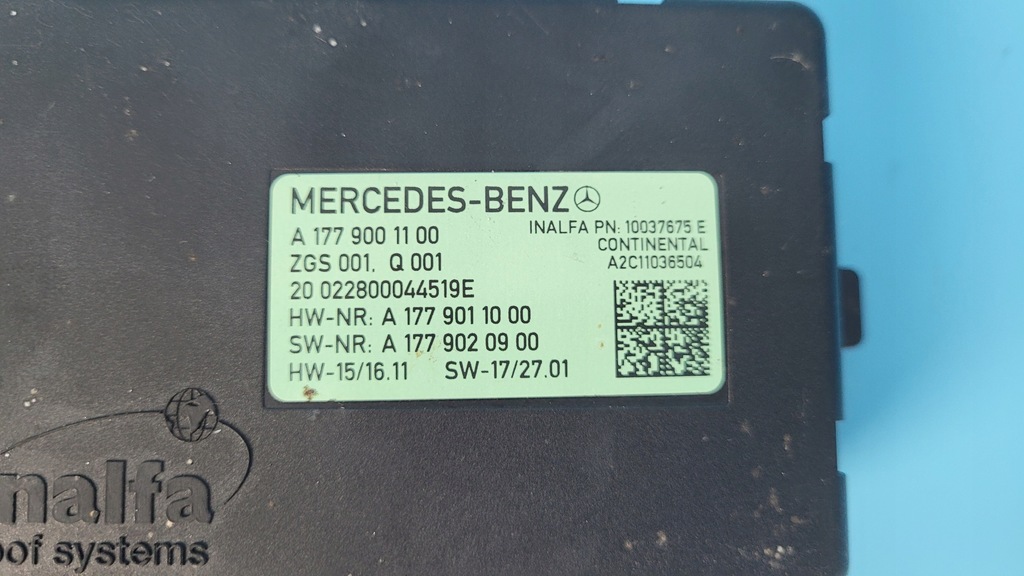 MERCEDES-BENZ
A 177 900 11 00
INALFA PN: 10037675 E
CONTINENTAL
A2C11036504
ZGS 001, Q 001
20 022800044519E
HW-NR: A 177 901 10 00
SW-NR: A 177 902 09 00
HW-15/16.11 SW-17/27.01
nalfa
oof systems